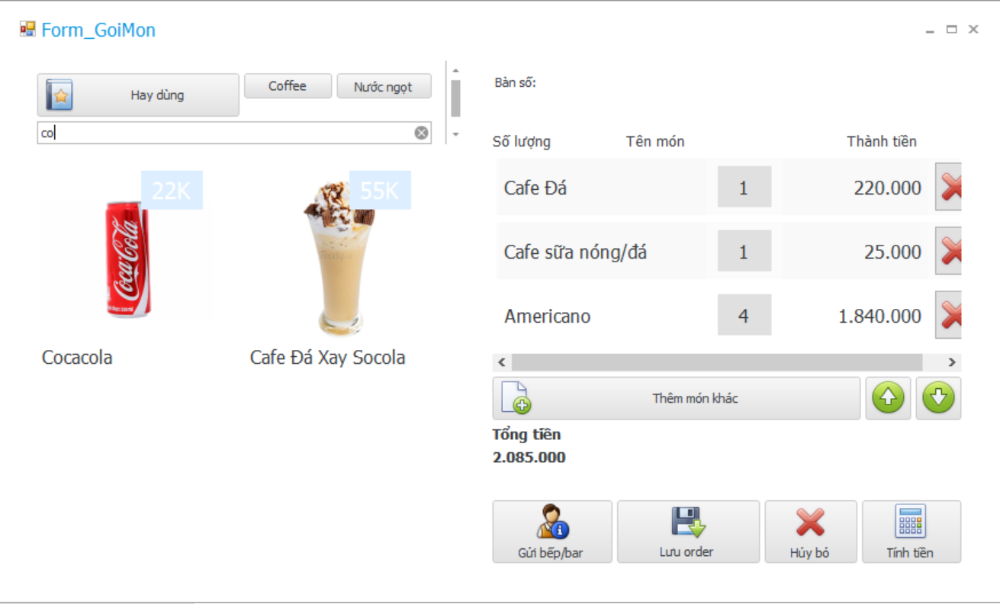 Form_GoiMon
Hay dùng
Coffee
Nước ngọt
co
22K
55K
Coca-Cola
Cocacola
Cafe Đá Xay Socola
Bàn số:
Số lượng Tên món Thành tiền
Cafe Đá 1 220.000
Cafe sữa nóng/đá 1 25.000
Americano 4 1.840.000
Thêm món khác
Tổng tiền
2.085.000
Gửi bếp/bar
Lưu order
Hủy bỏ
Tính tiền